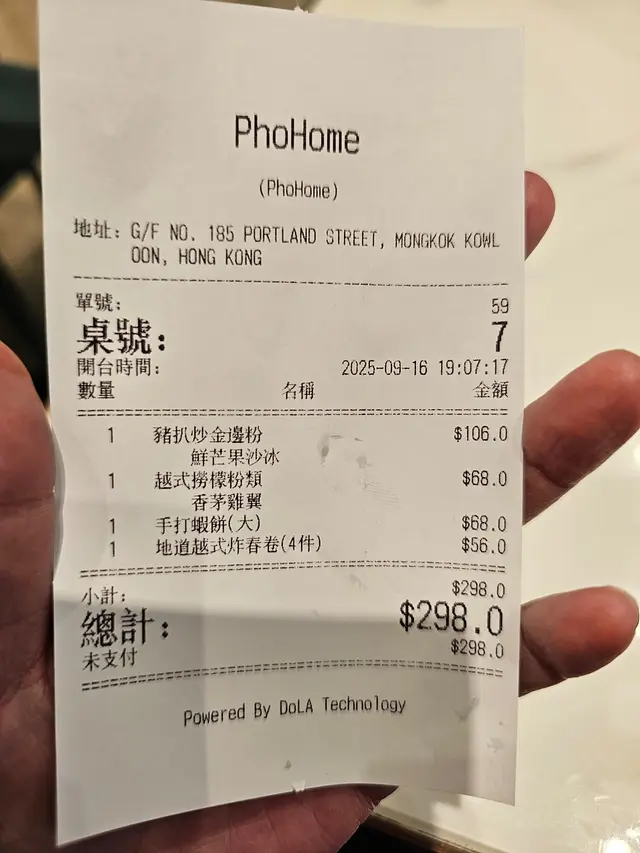 PhoHome
(PhoHome)
地址: G/F NO. 185 PORTLAND STREET, MONGKOK KOWL
OON, HONG KONG
單號: 59
桌號: 7
開台時間: 2025-09-16 19:07:17
數量 名稱 金額
1 豬扒炒金邊粉 $106.0
鮮芒果沙冰
1 越式撈檬粉類 $68.0
香茅雞翼
1 手打蝦餅(大) $68.0
1 地道越式炸春卷(4件) $56.0
小計: $298.0
總計: $298.0
未支付 $298.0
Powered By DoLA Technology